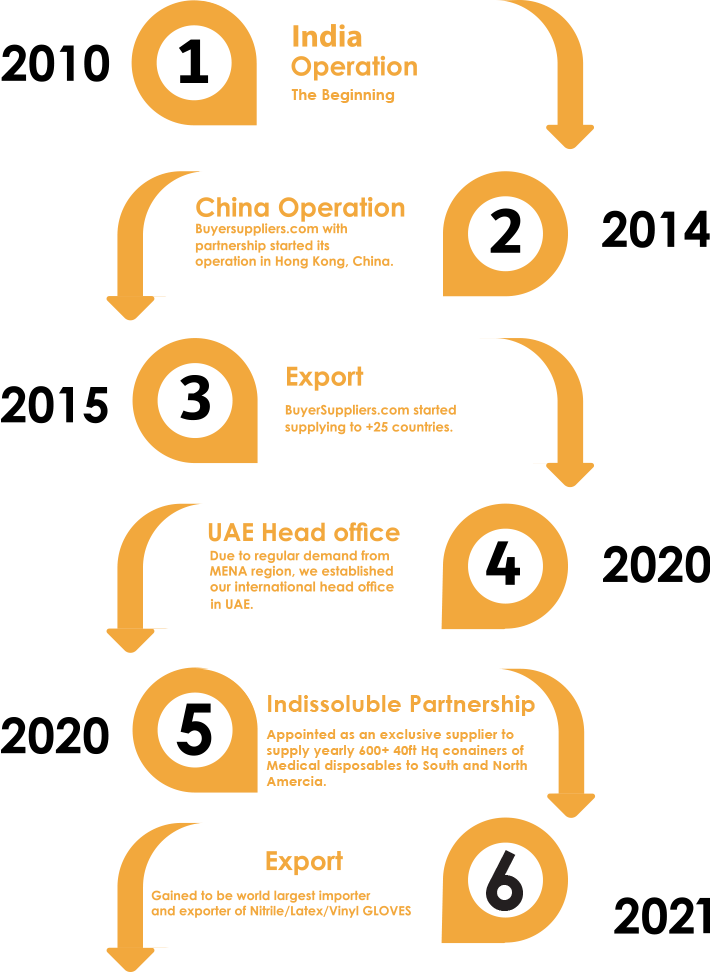 2010
1
India
Operation
The Beginning
China Operation
Buyersuppliers.com with
partnership started its
operation in Hong Kong, China.
2
2014
2015
3
Export
BuyerSuppliers.com started
supplying to +25 countries.
UAE Head office
Due to regular demand from
MENA region, we established
our international head office
in UAE.
4
2020
2020
5
Indissoluble Partnership
Appointed as an exclusive supplier to
supply yearly 600+ 40ft Hq conainers of
Medical disposables to South and North
Amercia.
Export
Gained to be world largest importer
and exporter of Nitrile/Latex/Vinyl GLOVES
6
2021